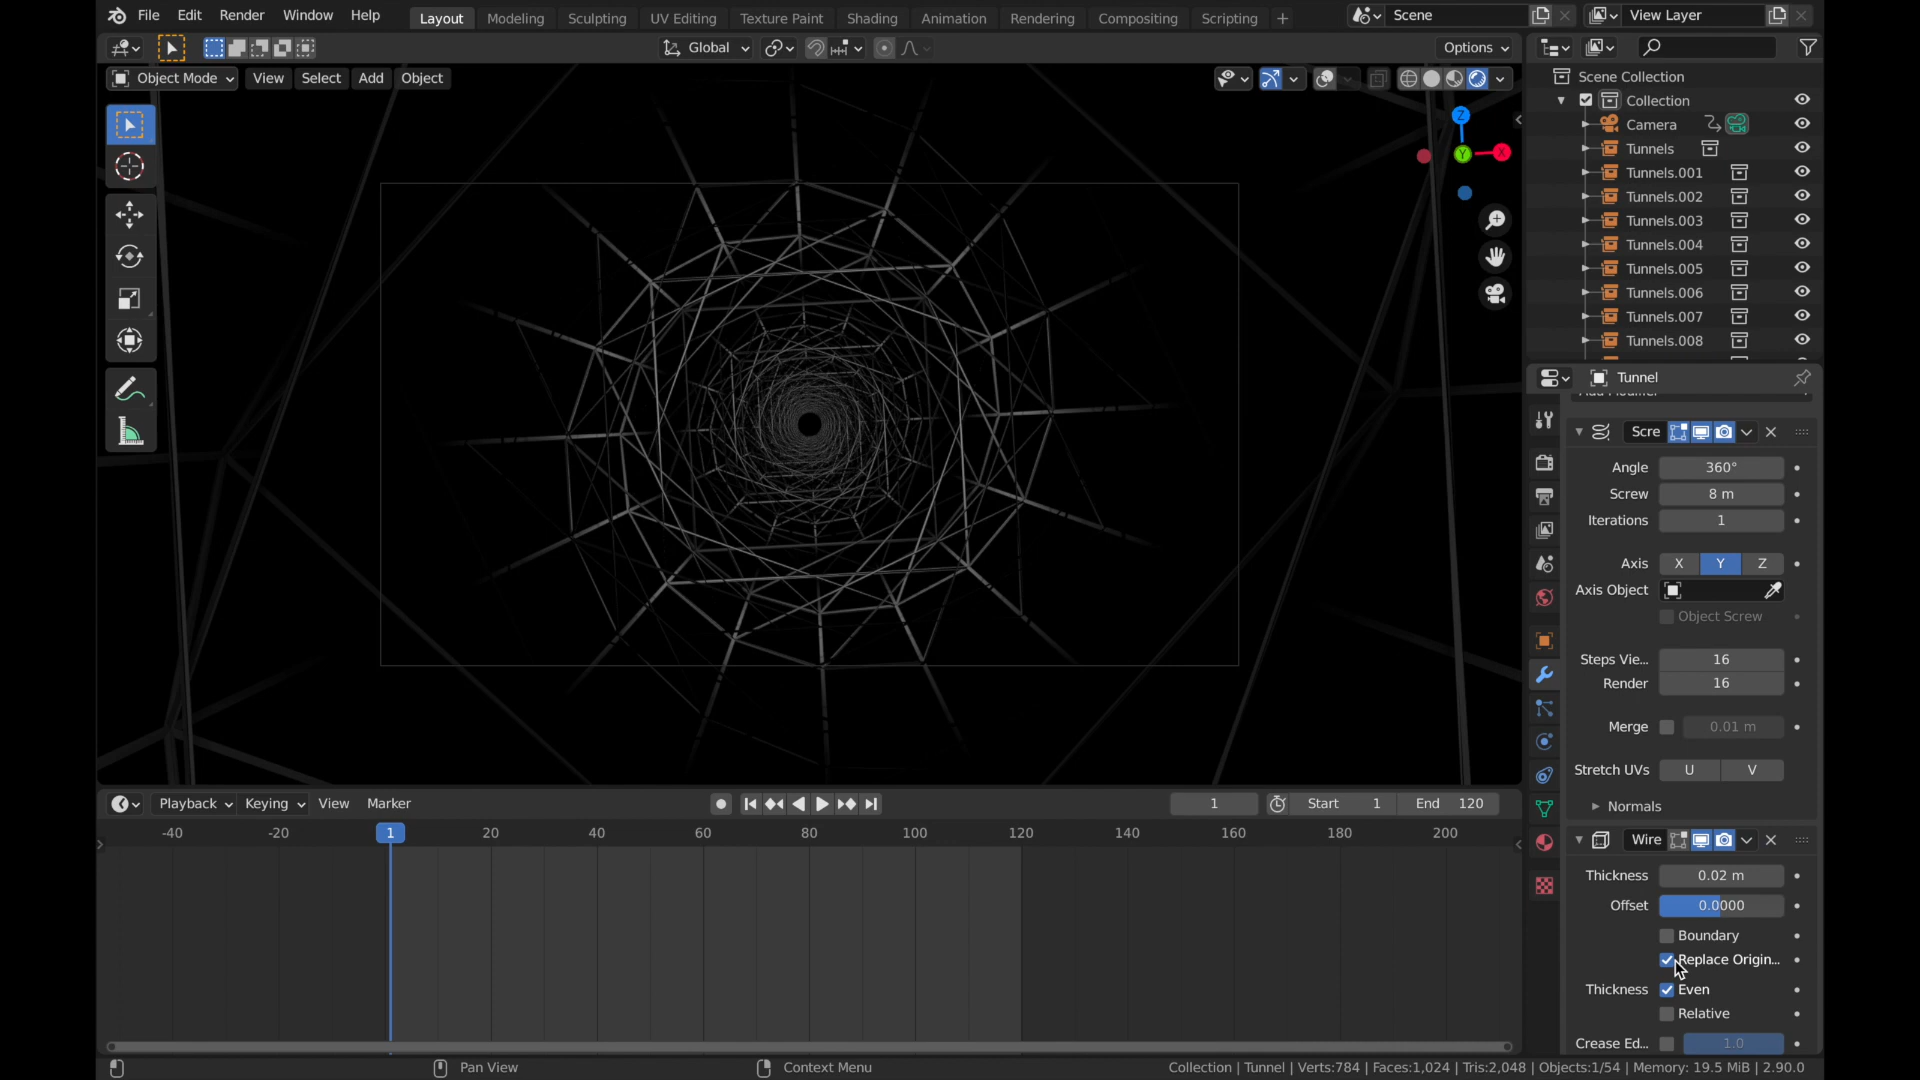 File Edit Render Window Help Layout Modeling Sculpting UV Editing Texture Paint Shading Animation Rendering Compositing Scripting + Scene View Layer
Global Options
Object Mode View Select Add Object
Z
Y
X
Scene Collection
Collection
Camera
Tunnels
Tunnels.001
Tunnels.002
Tunnels.003
Tunnels.004
Tunnels.005
Tunnels.006
Tunnels.007
Tunnels.008
Tunnel
Add Modifier
Scre
Angle 360°
Screw 8 m
Iterations 1
Axis X Y Z
Axis Object
Object Screw
Steps Vie... 16
Render 16
Merge 0.01 m
Stretch UVs U V
Normals
Wire
Thickness 0.02 m
Offset 0.0000
Boundary
Replace Origin...
Thickness Even
Relative
Crease Ed... 1.0
Playback Keying View Marker 1 Start 1 End 120
-40 -20 1 20 40 60 80 100 120 140 160 180 200
Pan View Context Menu Collection | Tunnel | Verts:784 | Faces:1,024 | Tris:2,048 | Objects:1/54 | Memory: 19.5 MiB | 2.90.0